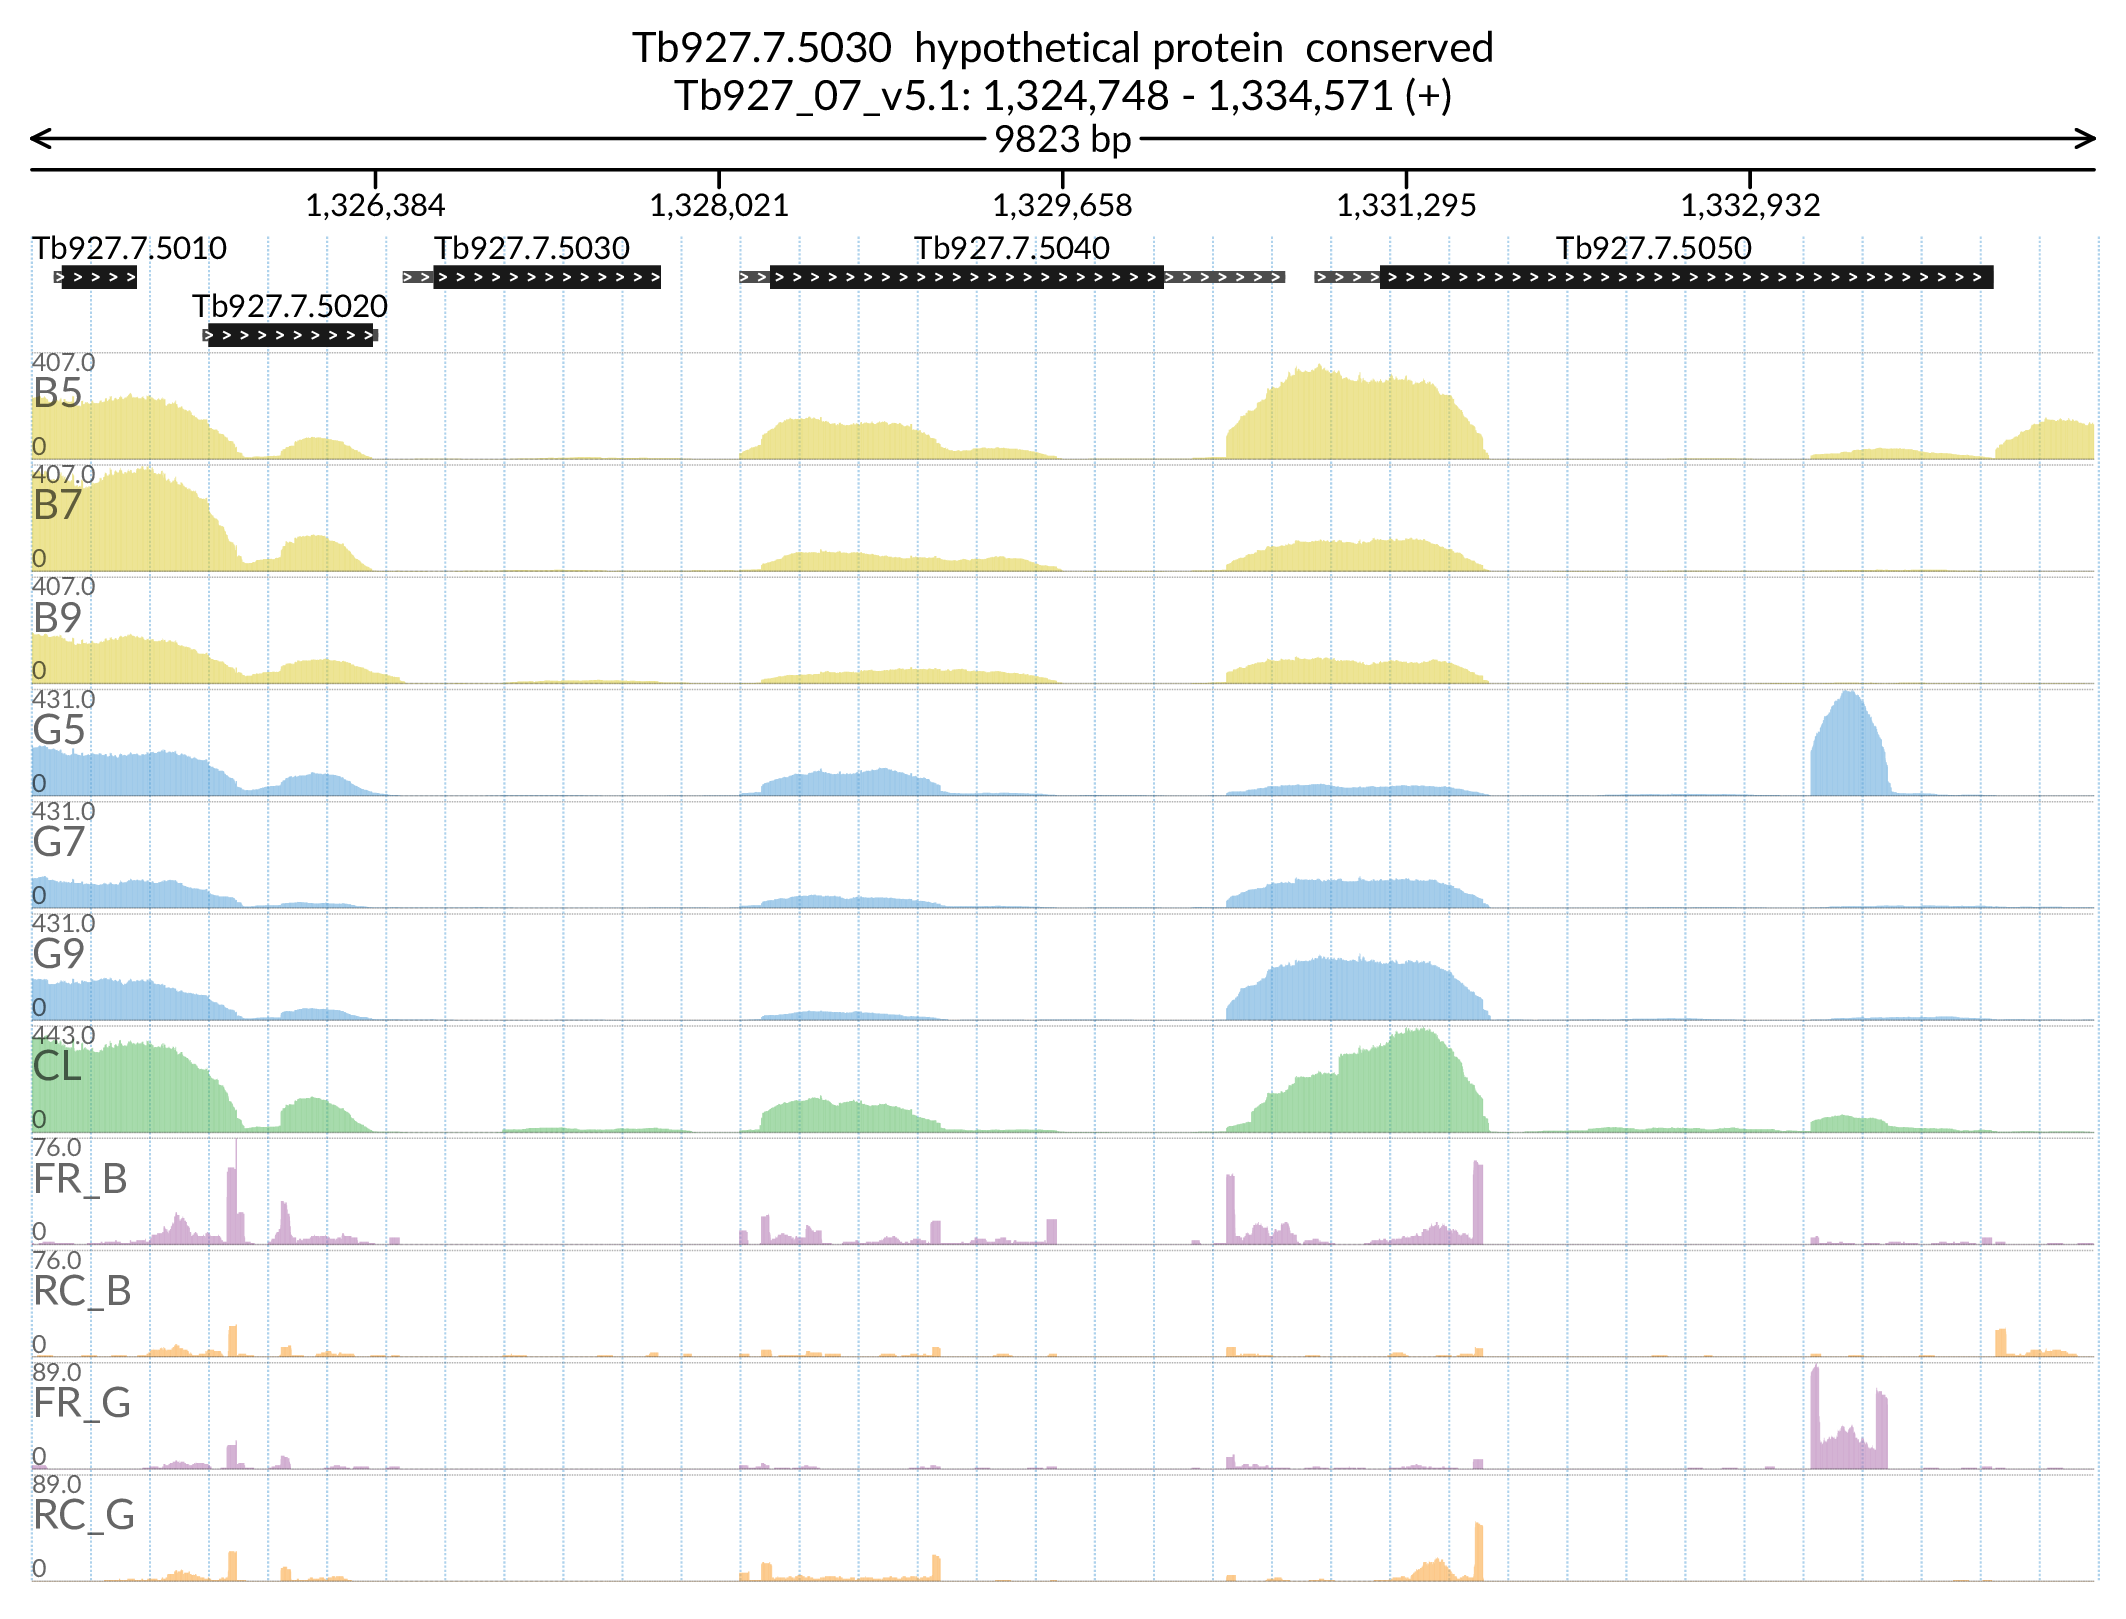 Tb927.7.5030  hypothetical protein  conserved
Tb927_07_v5.1: 1,324,748 - 1,334,571 (+)
9823 bp
1,326,384 1,328,021 1,329,658 1,331,295 1,332,932
Tb927.7.5010 Tb927.7.5030 Tb927.7.5040 Tb927.7.5050
Tb927.7.5020
407.0
B5
0
407.0
B7
0
407.0
B9
0
431.0
G5
0
431.0
G7
0
431.0
G9
0
443.0
CL
0
76.0
FR_B
0
76.0
RC_B
0
89.0
FR_G
0
89.0
RC_G
0